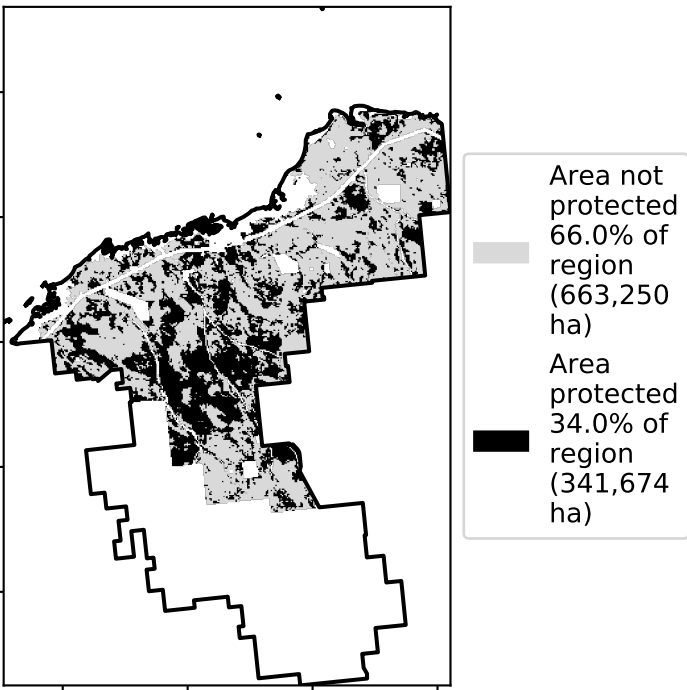 Area not
protected
66.0% of
region
(663,250
ha)
Area
protected
34.0% of
region
(341,674
ha)